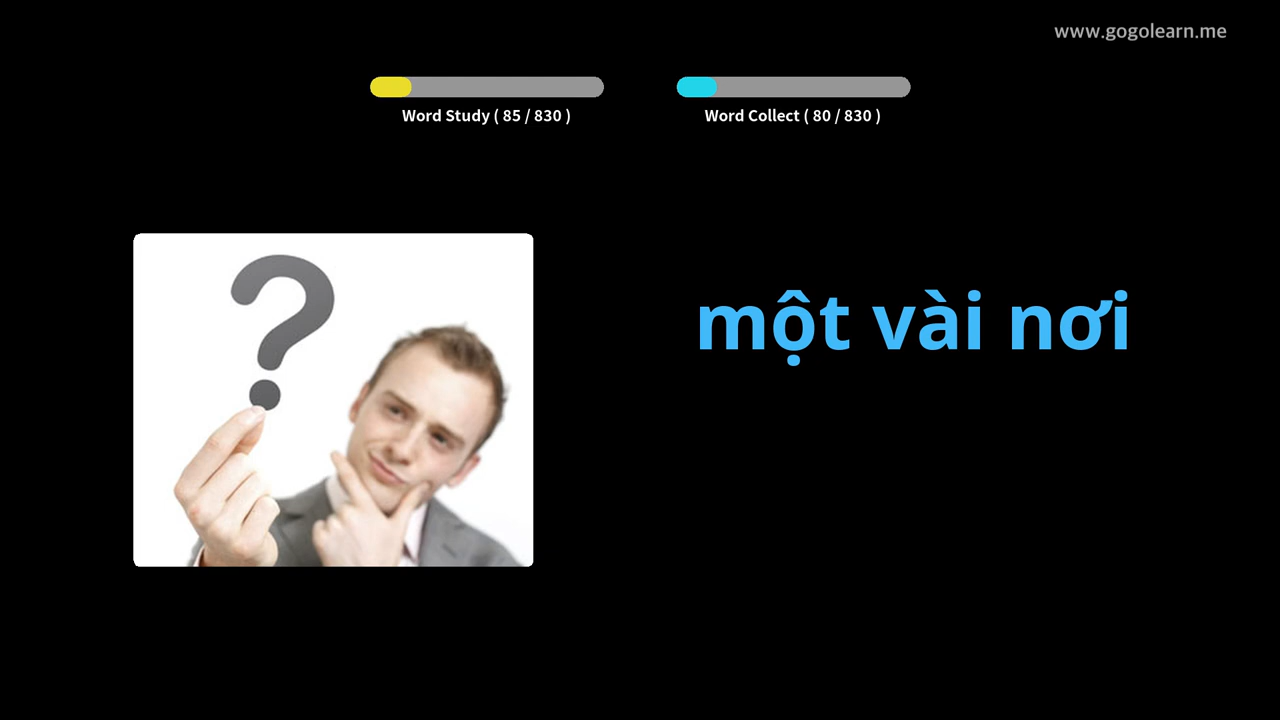 www.gogolearn.me
Word Study ( 85 / 830 )
Word Collect ( 80 / 830 )
?
một vài nơi